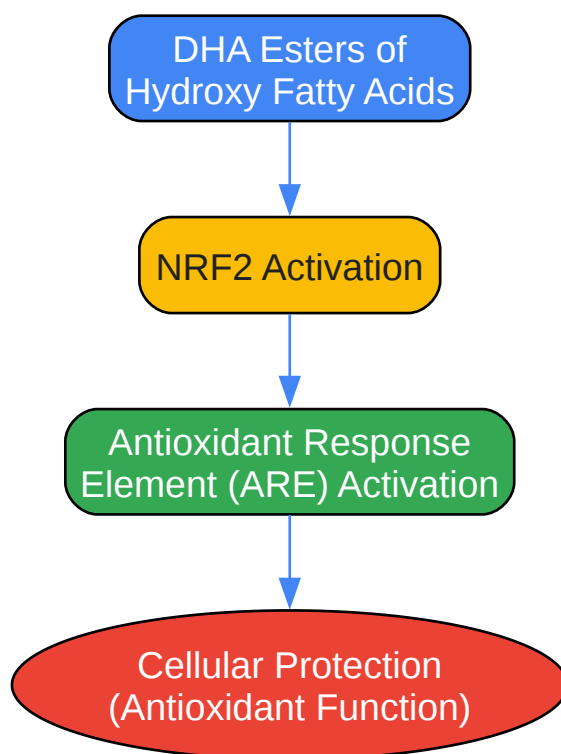 DHA Esters of
Hydroxy Fatty Acids
NRF2 Activation
Antioxidant Response
Element (ARE) Activation
Cellular Protection
(Antioxidant Function)